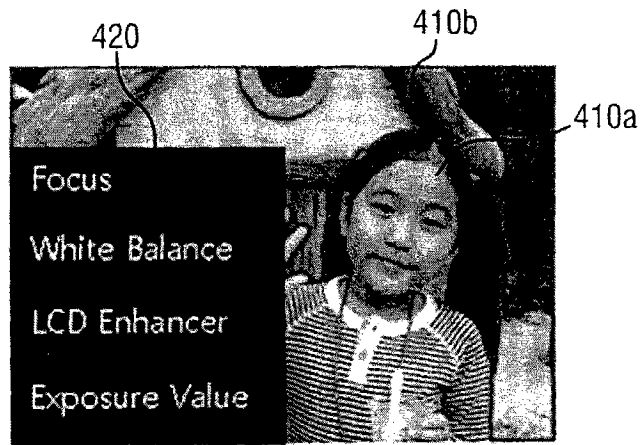 420
410b
410a
Focus
White Balance
LCD Enhancer
Exposure Value